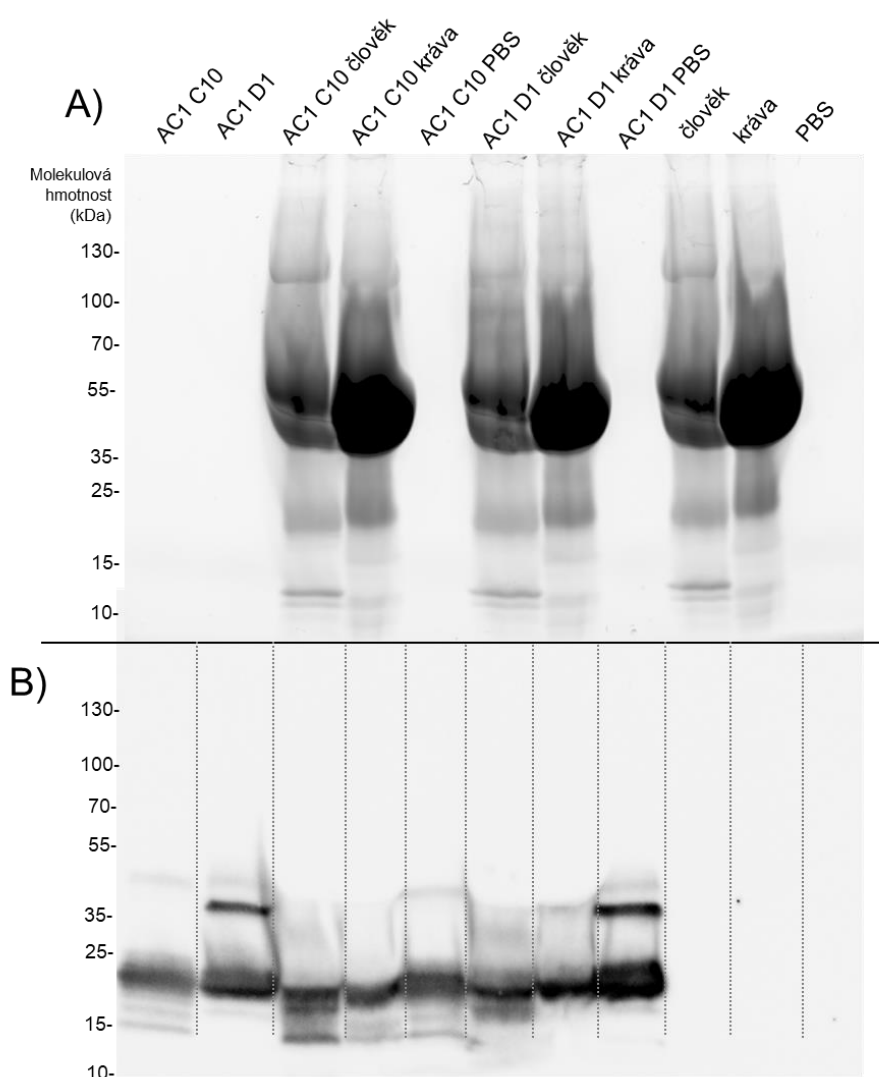 A)
AC1 C10
AC1 D1
AC1 C10 člověk
AC1 C10 kráva
AC1 C10 PBS
AC1 D1 člověk
AC1 D1 kráva
AC1 D1 PBS
člověk
kráva
PBS
Molekulová
hmotnost
(kDa)
130-
100-
70-
55-
35-
25-
15-
10-
B)
130-
100-
70-
55-
35-
25-
15-
10-